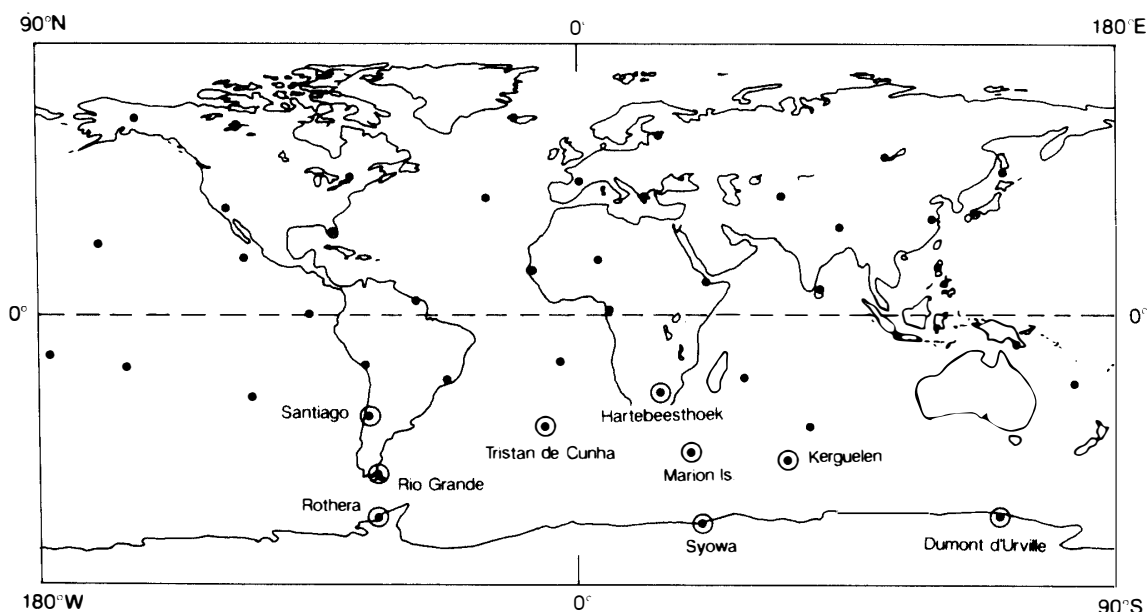 90°N
0°
180°E
0°
0°
Santiago
Hartebeesthoek
Tristan de Cunha
Kerguelen
Marion Is.
Rio Grande
Rothera
Syowa
Dumont d'Urville
180°W
0°
90°S